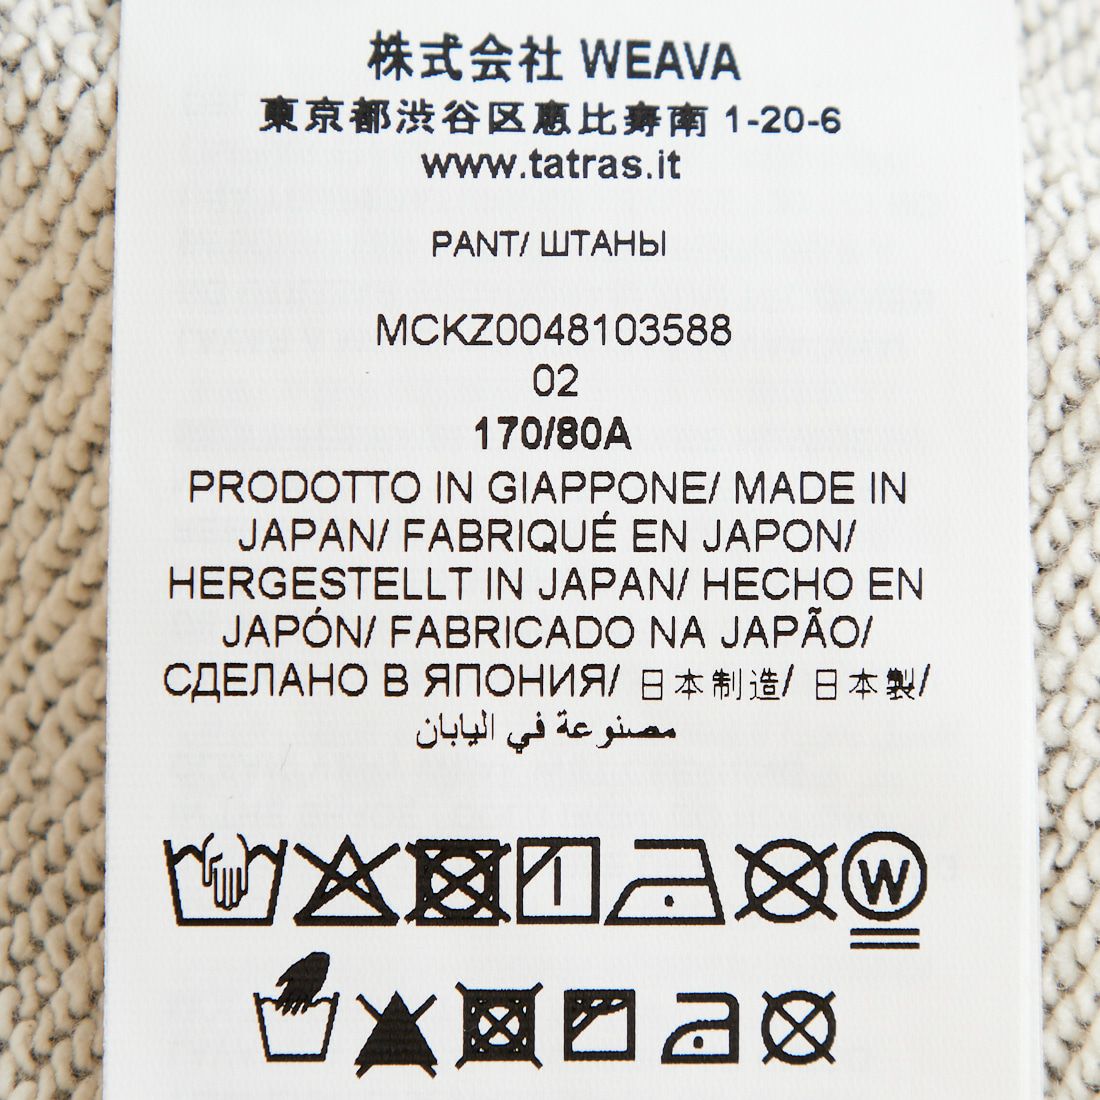 株式会社 WEAVA
東京都渋谷区恵比寿南 1-20-6
www.tatras.it
PANT/ ШТАНЫ
MCKZ0048103588
02
170/80A
PRODOTTO IN GIAPPONE/ MADE IN
JAPAN/ FABRIQUÉ EN JAPON/
HERGESTELLT IN JAPAN/ HECHO EN
JAPÓN/ FABRICADO NA JAPÃO/
СДЕЛАНО В ЯПОНИЯ/ 日本制造/ 日本製/
مصنوعة في اليابان
W